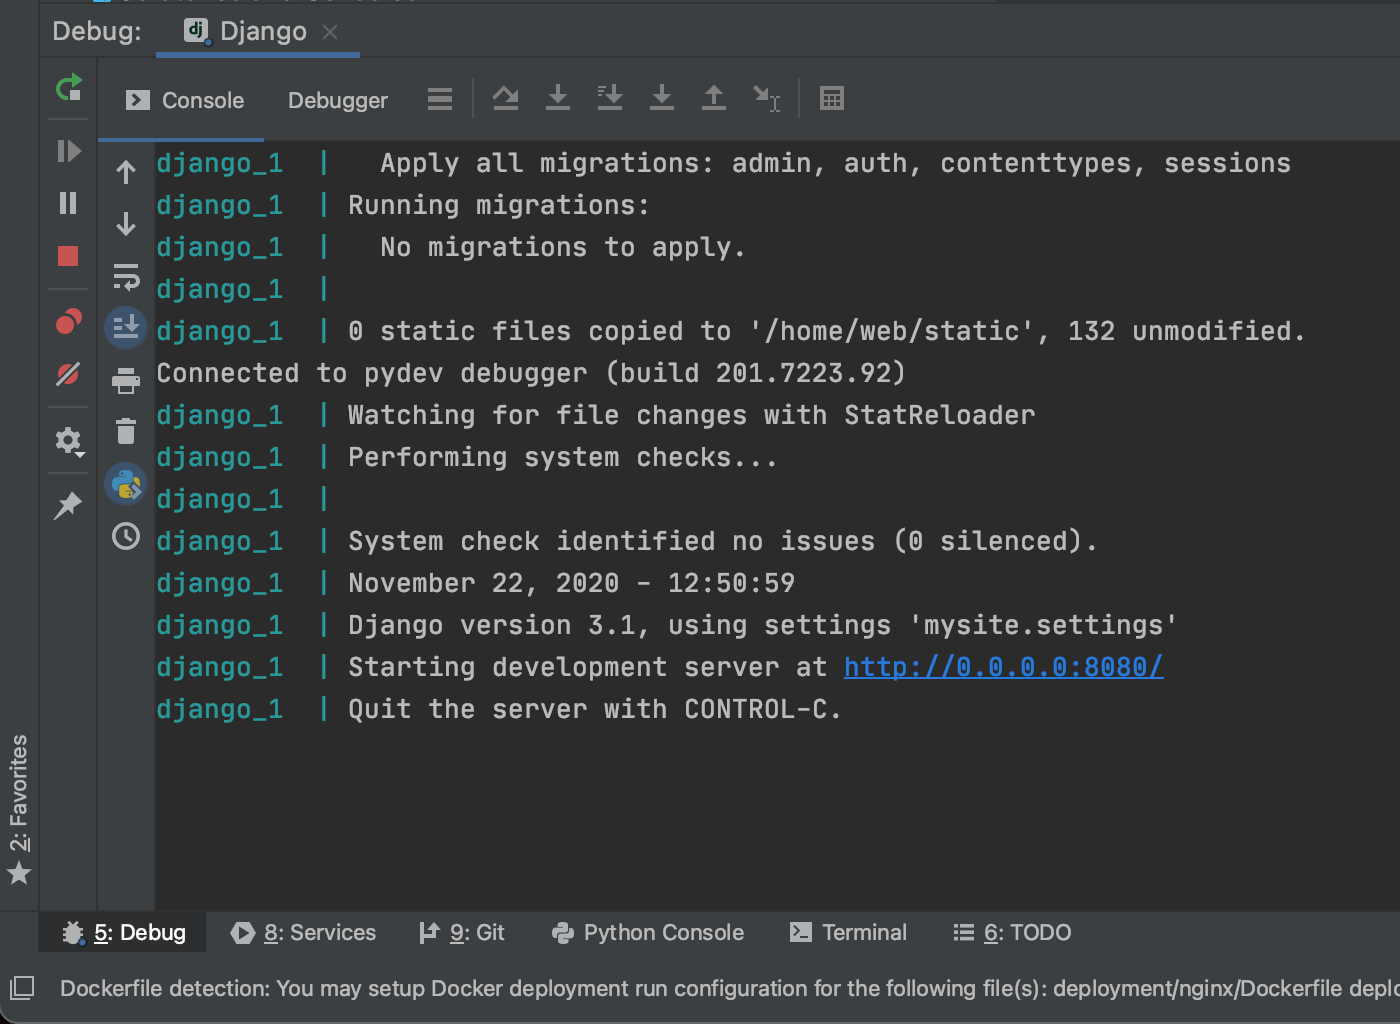 Debug:
Django
Console
Debugger
django_1  |   Apply all migrations: admin, auth, contenttypes, sessions
django_1  | Running migrations:
django_1  |   No migrations to apply.
django_1  |
django_1  | 0 static files copied to '/home/web/static', 132 unmodified.
Connected to pydev debugger (build 201.7223.92)
django_1  | Watching for file changes with StatReloader
django_1  | Performing system checks...
django_1  |
django_1  | System check identified no issues (0 silenced).
django_1  | November 22, 2020 - 12:50:59
django_1  | Django version 3.1, using settings 'mysite.settings'
django_1  | Starting development server at http://0.0.0.0:8080/
django_1  | Quit the server with CONTROL-C.
2: Favorites
5: Debug
8: Services
9: Git
Python Console
Terminal
6: TODO
Dockerfile detection: You may setup Docker deployment run configuration for the following file(s): deployment/nginx/Dockerfile deplo